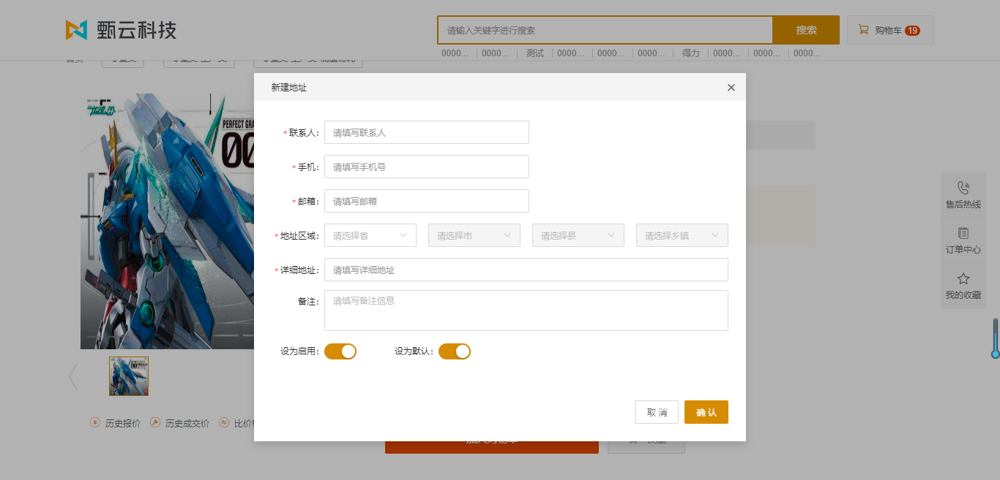 甄云科技
请输入关键字进行搜索
搜索
购物车 19
0000... 0000... 测试 0000... 0000... 0000... 得力 0000... 0000... 0000...
新建地址
PERFECT GRA
00
*联系人: 请填写联系人
*手机: 请填写手机号
*邮箱: 请填写邮箱
*地址区域: 请选择省 请选择市 请选择县 请选择乡镇
*详细地址: 请填写详细地址
备注: 请填写备注信息
设为启用: 设为默认:
取 消 确 认
售后热线
订单中心
我的收藏
历史报价 历史成交价 比价